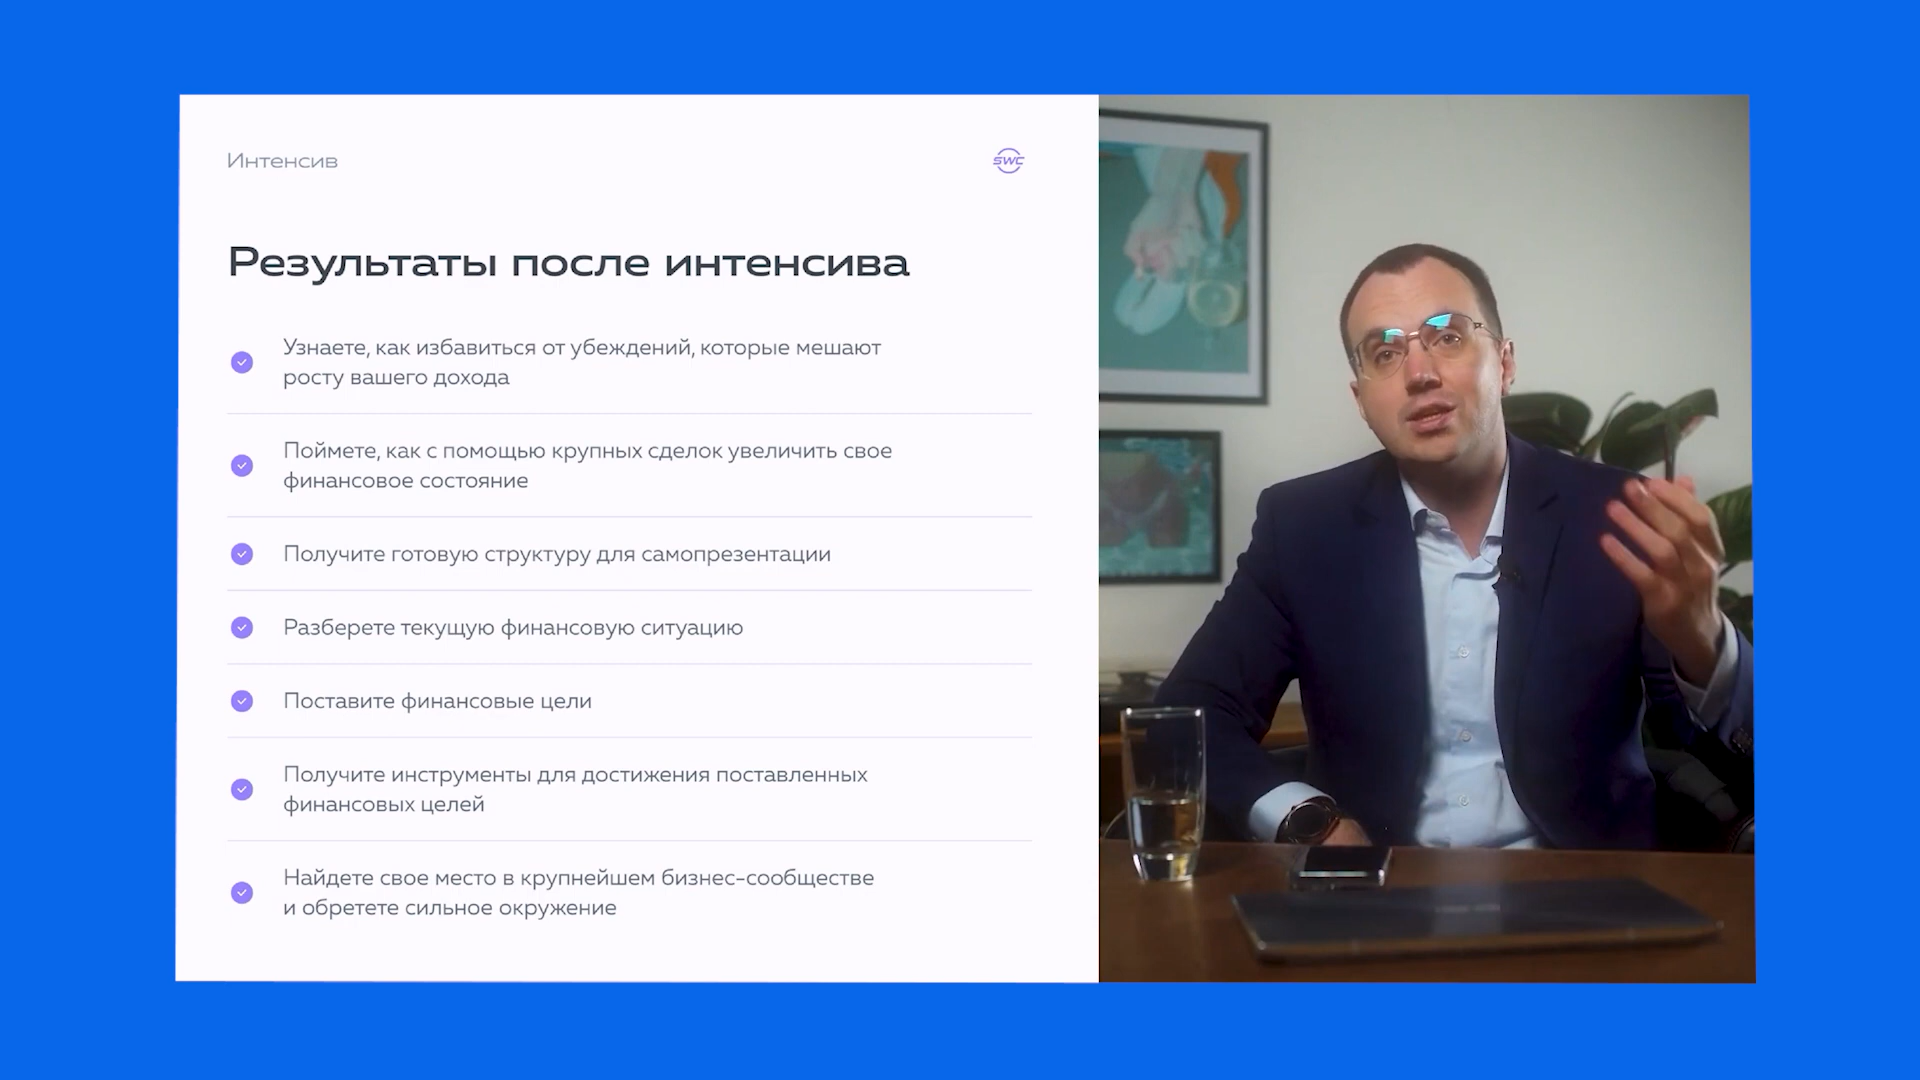 Интенсив
SWC
Результаты после интенсива
Узнаете, как избавиться от убеждений, которые мешают
росту вашего дохода
Поймете, как с помощью крупных сделок увеличить свое
финансовое состояние
Получите готовую структуру для самопрезентации
Разберете текущую финансовую ситуацию
Поставите финансовые цели
Получите инструменты для достижения поставленных
финансовых целей
Найдете свое место в крупнейшем бизнес-сообществе
и обретете сильное окружение